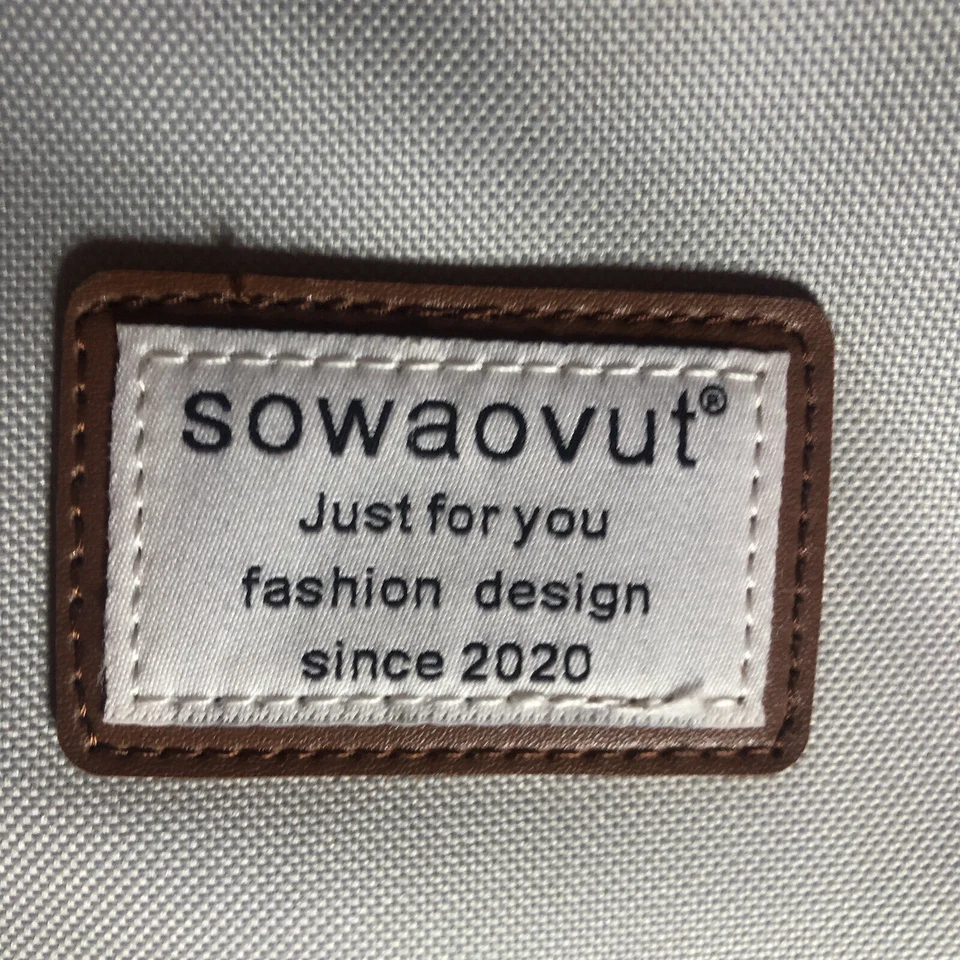 sowaovut®
Just for you
fashion design
since 2020